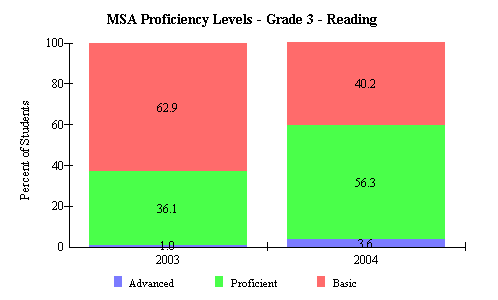 MSA Proficiency Levels - Grade 3 - Reading
Percent of Students
100
80
60
40
20
0
62.9
36.1
1.0
40.2
56.3
3.6
2003
2004
Advanced
Proficient
Basic